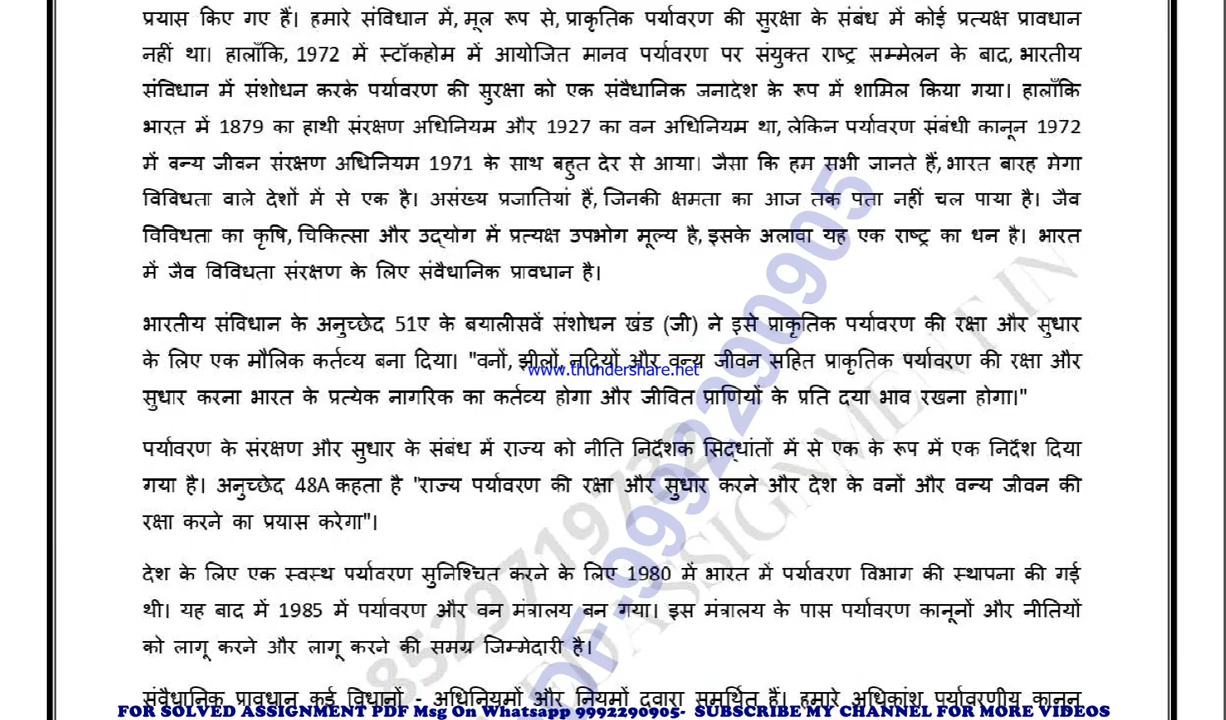 प्रयास किए गए हैं। हमारे संविधान में, मूल रूप से, प्राकृतिक पर्यावरण की सुरक्षा के संबंध में कोई प्रत्यक्ष प्रावधान
नहीं था। हालाँकि, 1972 में स्टॉकहोम में आयोजित मानव पर्यावरण पर संयुक्त राष्ट्र सम्मेलन के बाद, भारतीय
संविधान में संशोधन करके पर्यावरण की सुरक्षा को एक संवैधानिक जनादेश के रूप में शामिल किया गया। हालाँकि
भारत में 1879 का हाथी संरक्षण अधिनियम और 1927 का वन अधिनियम था, लेकिन पर्यावरण संबंधी कानून 1972
में वन्य जीवन संरक्षण अधिनियम 1971 के साथ बहुत देर से आया। जैसा कि हम सभी जानते हैं, भारत बारह मेगा
विविधता वाले देशों में से एक है। असंख्य प्रजातियां हैं, जिनकी क्षमता का आज तक पता नहीं चल पाया है। जैव
विविधता का कृषि, चिकित्सा और उद्योग में प्रत्यक्ष उपभोग मूल्य है, इसके अलावा यह एक राष्ट्र का धन है। भारत
में जैव विविधता संरक्षण के लिए संवैधानिक प्रावधान है।
भारतीय संविधान के अनुच्छेद 51ए के बयालीसवें संशोधन खंड (जी) ने इसे प्राकृतिक पर्यावरण की रक्षा और सुधार
के लिए एक मौलिक कर्तव्य बना दिया। "वनों, झीलों, नदियों और वन्य जीवन सहित प्राकृतिक पर्यावरण की रक्षा और
www.thundershare.net
सुधार करना भारत के प्रत्येक नागरिक का कर्तव्य होगा और जीवित प्राणियों के प्रति दया भाव रखना होगा।"
पर्यावरण के संरक्षण और सुधार के संबंध में राज्य को नीति निर्देशक सिद्धांतों में से एक के रूप में एक निर्देश दिया
गया है। अनुच्छेद 48A कहता है "राज्य पर्यावरण की रक्षा और सुधार करने और देश के वनों और वन्य जीवन की
रक्षा करने का प्रयास करेगा"।
देश के लिए एक स्वस्थ पर्यावरण सुनिश्चित करने के लिए 1980 में भारत में पर्यावरण विभाग की स्थापना की गई
थी। यह बाद में 1985 में पर्यावरण और वन मंत्रालय बन गया। इस मंत्रालय के पास पर्यावरण कानूनों और नीतियों
को लागू करने और लागू करने की समग्र जिम्मेदारी है।
संवैधानिक प्रावधान कई विधानों - अधिनियमों और नियमों द्वारा समर्थित हैं। हमारे अधिकांश पर्यावरणीय कानून
FOR SOLVED ASSIGNMENT PDF Msg On Whatsapp 9992290905- SUBSCRIBE MY CHANNEL FOR MORE VIDEOS
PDF-9992290905
ASSIGNMENT IN